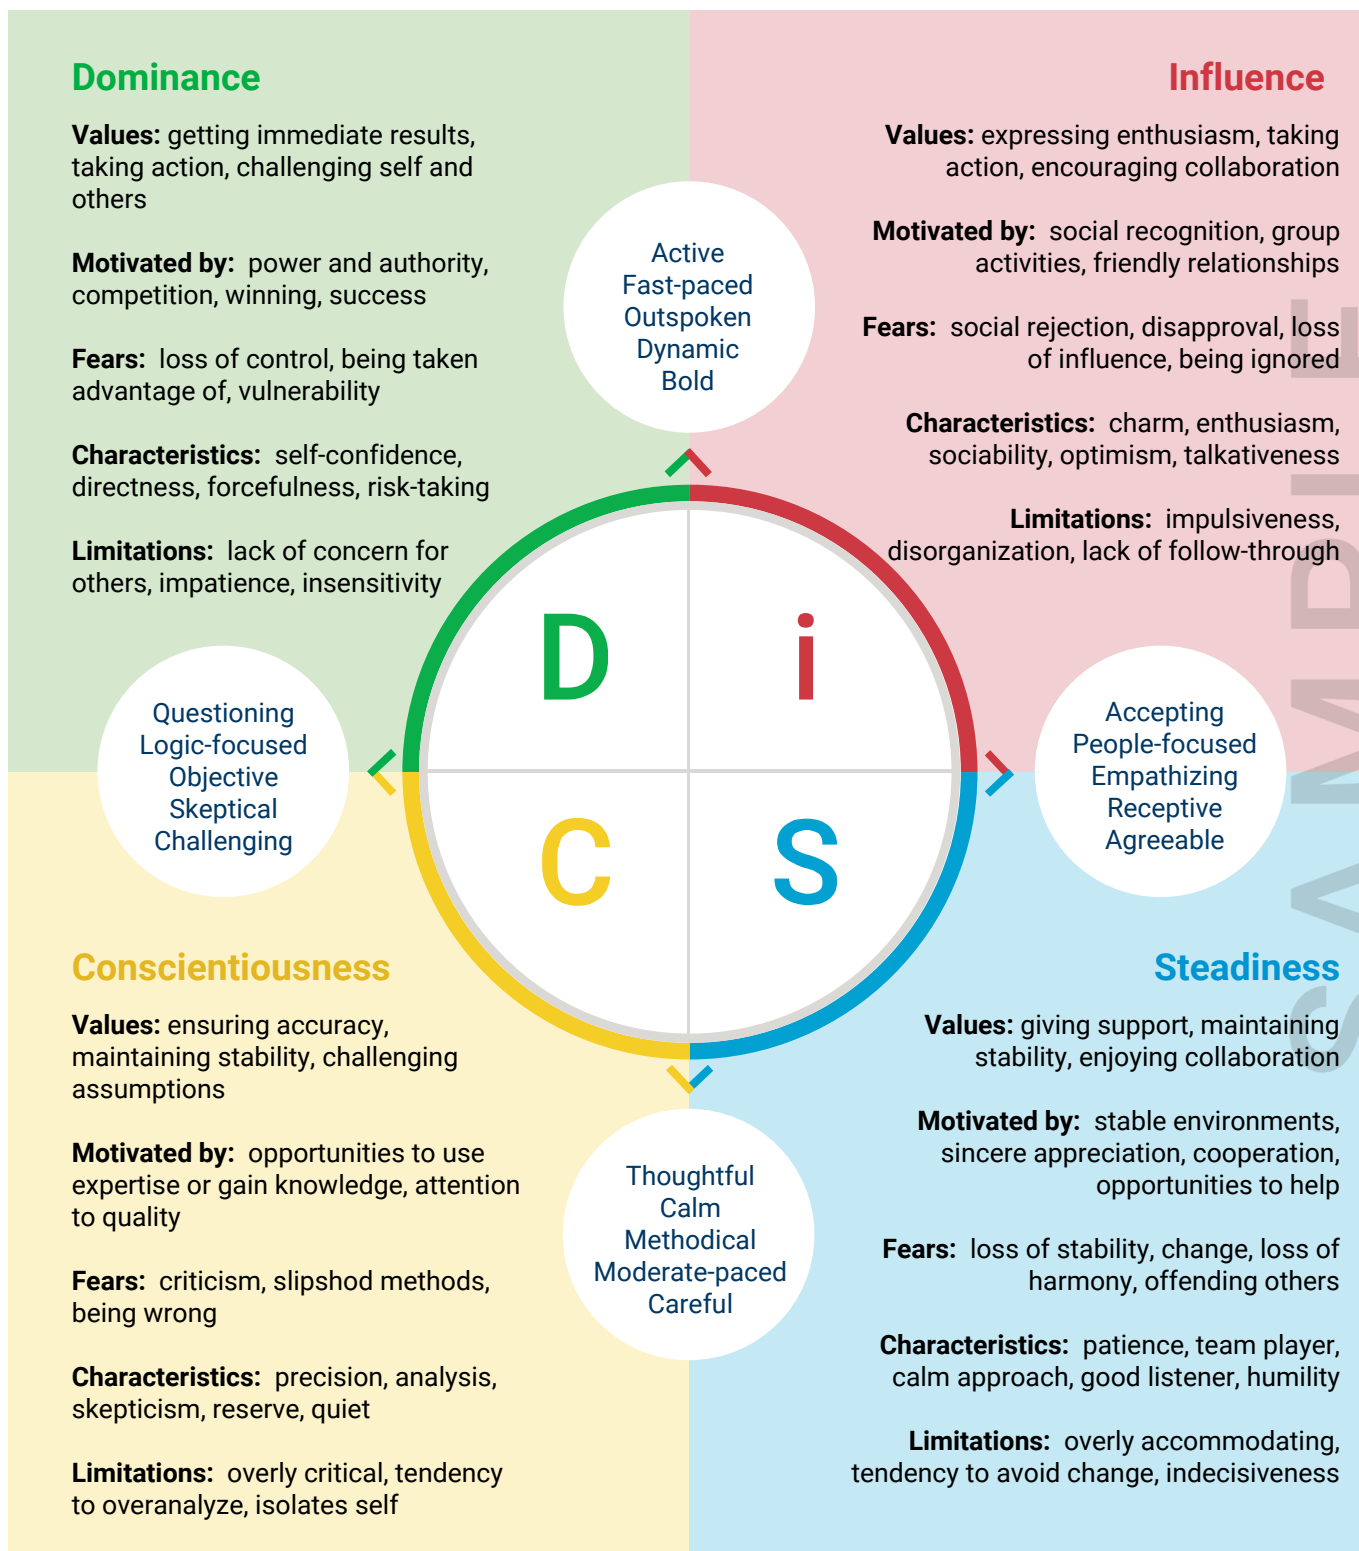 Dominance
Values: getting immediate results,
taking action, challenging self and
others
Motivated by: power and authority,
competition, winning, success
Fears: loss of control, being taken
advantage of, vulnerability
Characteristics: self-confidence,
directness, forcefulness, risk-taking
Limitations: lack of concern for
others, impatience, insensitivity
Influence
Values: expressing enthusiasm, taking
action, encouraging collaboration
Motivated by: social recognition, group
activities, friendly relationships
Fears: social rejection, disapproval, loss
of influence, being ignored
Characteristics: charm, enthusiasm,
sociability, optimism, talkativeness
Limitations: impulsiveness,
disorganization, lack of follow-through
Active
Fast-paced
Outspoken
Dynamic
Bold
D
i
Questioning
Logic-focused
Objective
Skeptical
Challenging
Accepting
People-focused
Empathizing
Receptive
Agreeable
C
S
Conscientiousness
Values: ensuring accuracy,
maintaining stability, challenging
assumptions
Motivated by: opportunities to use
expertise or gain knowledge, attention
to quality
Fears: criticism, slipshod methods,
being wrong
Characteristics: precision, analysis,
skepticism, reserve, quiet
Limitations: overly critical, tendency
to overanalyze, isolates self
Thoughtful
Calm
Methodical
Moderate-paced
Careful
Steadiness
Values: giving support, maintaining
stability, enjoying collaboration
Motivated by: stable environments,
sincere appreciation, cooperation,
opportunities to help
Fears: loss of stability, change, loss of
harmony, offending others
Characteristics: patience, team player,
calm approach, good listener, humility
Limitations: overly accommodating,
tendency to avoid change, indecisiveness
SAMPLE